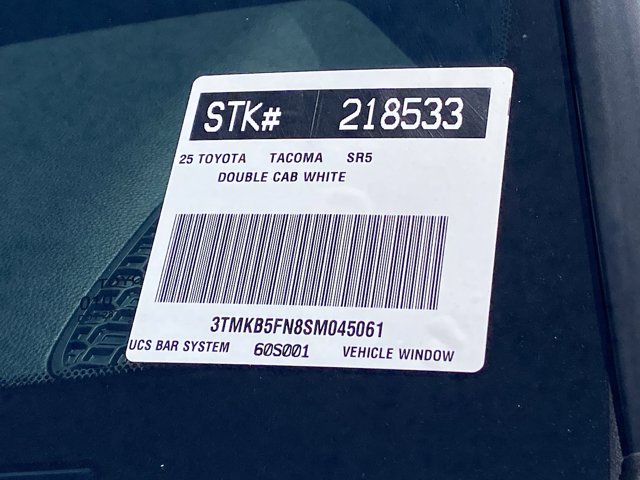 STK# 218533
25 TOYOTA TACOMA SR5
DOUBLE CAB WHITE
3TMKB5FN8SM045061
UCS BAR SYSTEM 60S001 VEHICLE WINDOW